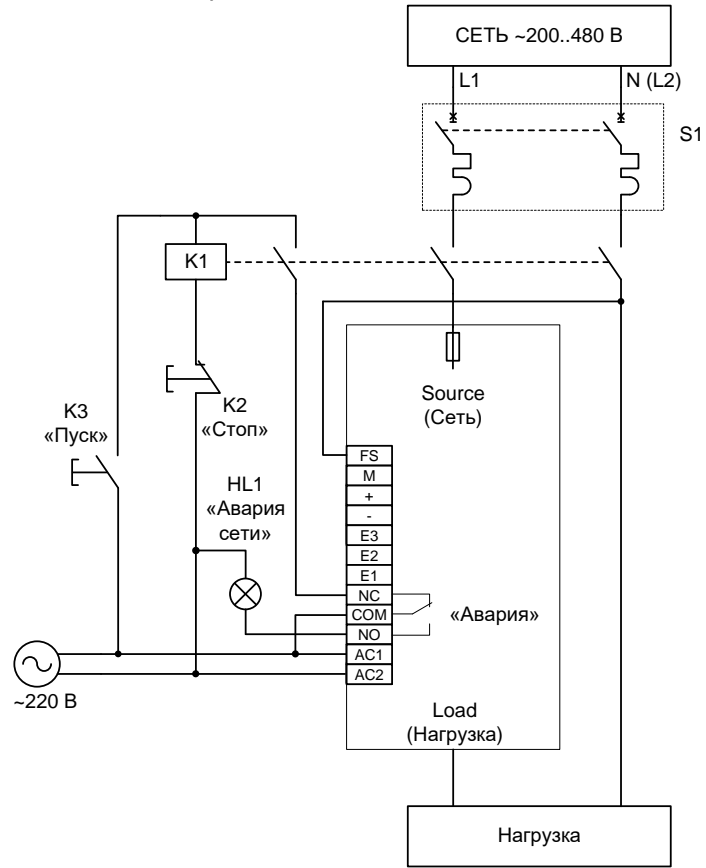 СЕТЬ ~200..480 В
L1
N (L2)
S1
K1
K2
«Стоп»
K3
«Пуск»
HL1
«Авария
сети»
Source
(Сеть)
FS
M
+
-
E3
E2
E1
NC
COM
NO
AC1
AC2
«Авария»
~220 В
Load
(Нагрузка)
Нагрузка